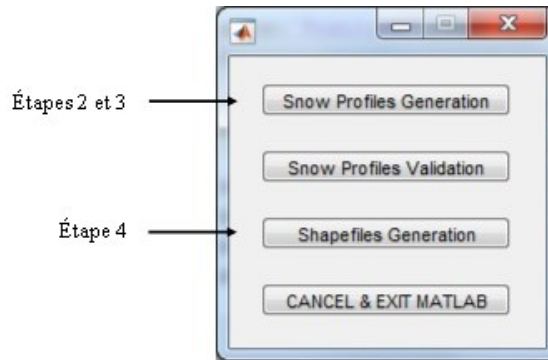 Étapes 2 et 3
Snow Profiles Generation
Snow Profiles Validation
Étape 4
Shapefiles Generation
CANCEL & EXIT MATLAB